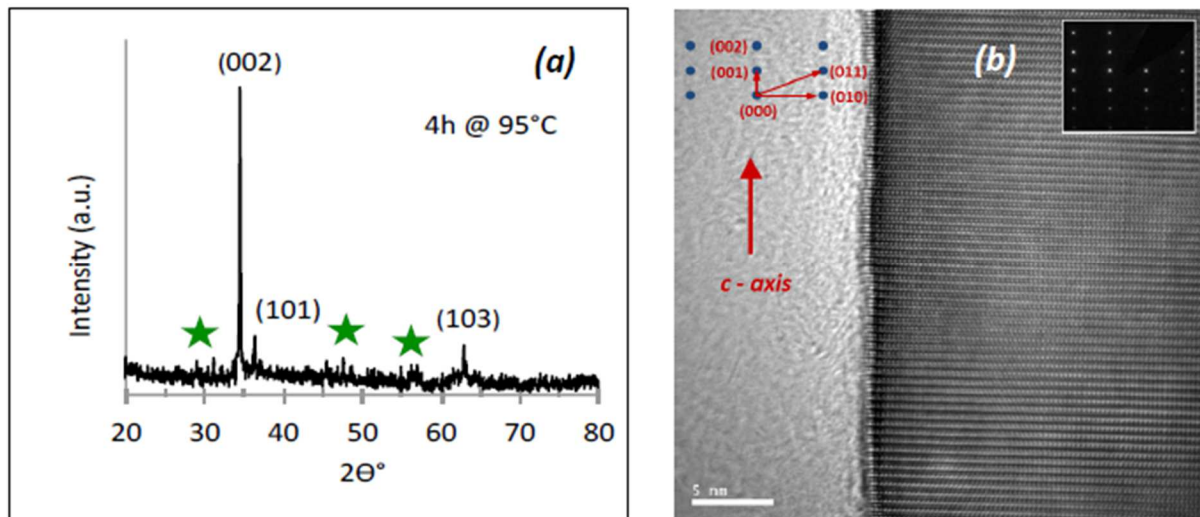 (002)
(a)
4h @ 95°C
(101)
(103)
Intensity (a.u.)
20 30 40 50 60 70 80
2Θ°
(b)
(002)
(001)
(011)
(010)
(000)
c - axis
5 nm